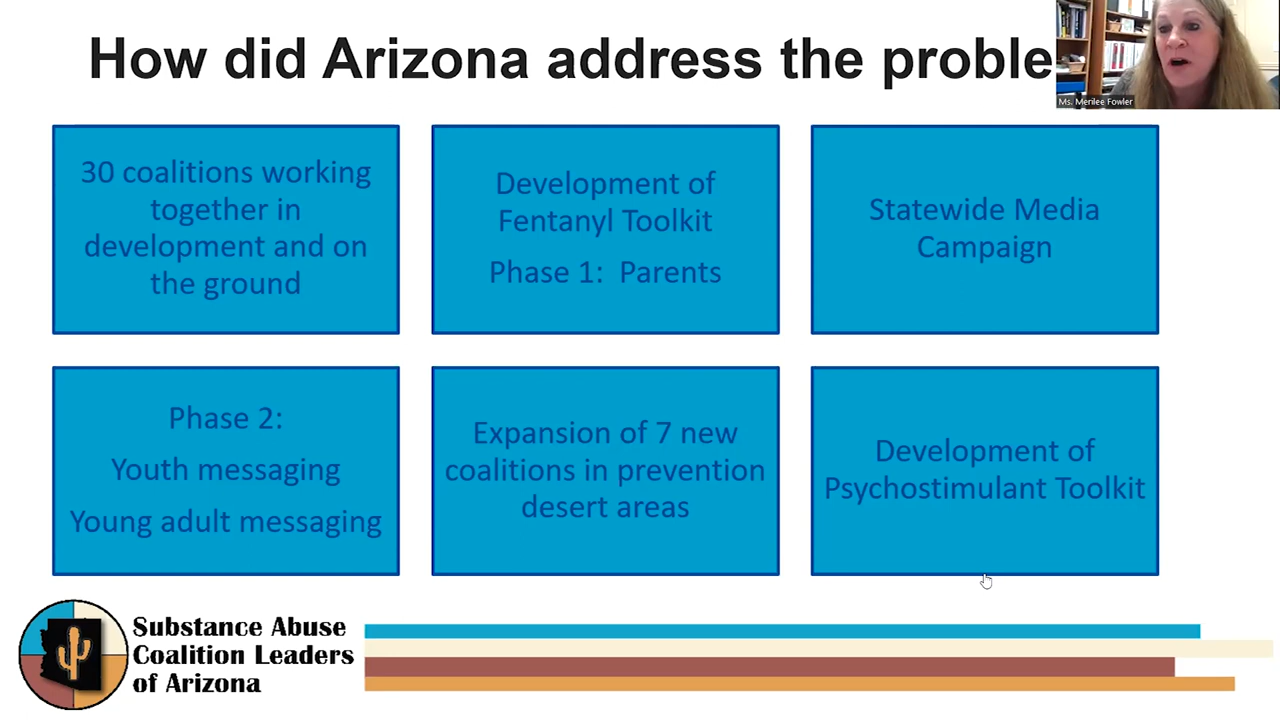 How did Arizona address the proble
Ms. Merilee Fowler
30 coalitions working
together in
development and on
the ground
Development of
Fentanyl Toolkit
Phase 1: Parents
Statewide Media
Campaign
Phase 2:
Youth messaging
Young adult messaging
Expansion of 7 new
coalitions in prevention
desert areas
Development of
Psychostimulant Toolkit
Substance Abuse
Coalition Leaders
of Arizona